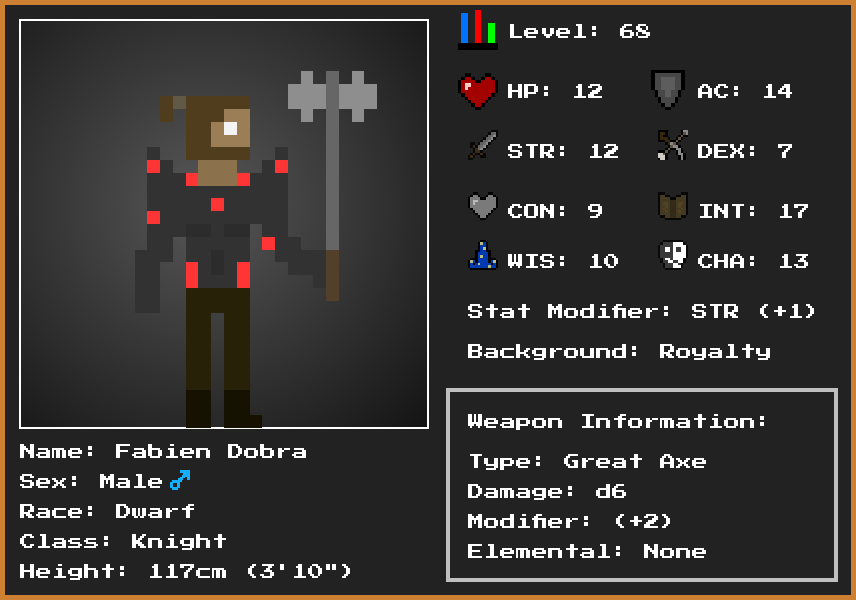 Level: 68
HP: 12
AC: 14
STR: 12
DEX: 7
CON: 9
INT: 17
WIS: 10
CHA: 13
Stat Modifier: STR (+1)
Background: Royalty
Weapon Information:
Type: Great Axe
Damage: d6
Modifier: (+2)
Elemental: None
Name: Fabien Dobra
Sex: Male ♂
Race: Dwarf
Class: Knight
Height: 117cm (3'10")